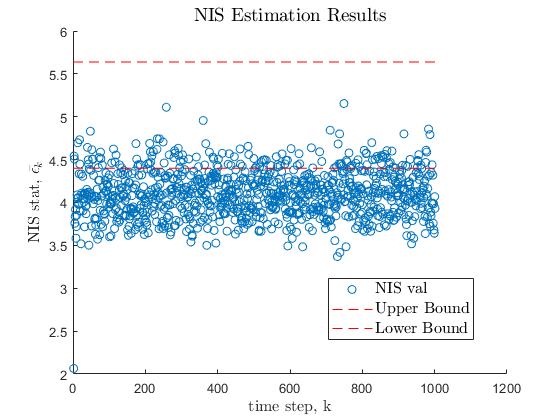 NIS Estimation Results
6
5.5
5
4.5
4
3.5
3
2.5
2
NIS stat, ε̄ₖ
0 200 400 600 800 1000 1200
time step, k
NIS val
Upper Bound
Lower Bound